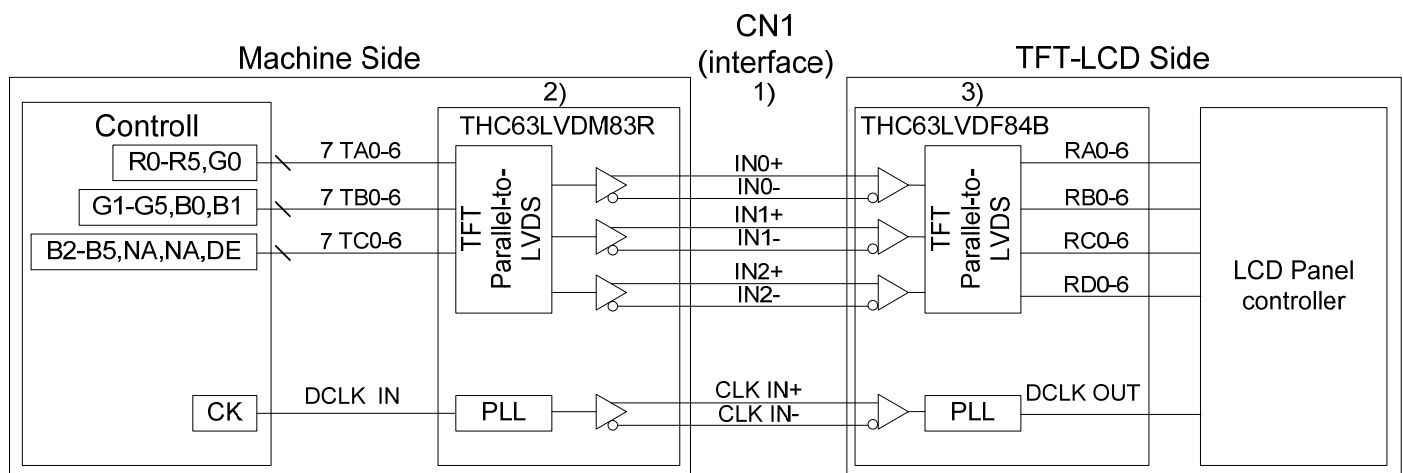 CN1
(interface)
1)
Machine Side
TFT-LCD Side
2)
3)
Controll
THC63LVDM83R
THC63LVDF84B
R0-R5,G0
7 TA0-6
G1-G5,B0,B1
7 TB0-6
B2-B5,NA,NA,DE
7 TC0-6
TFT
Parallel-to-
LVDS
IN0+
IN0-
IN1+
IN1-
IN2+
IN2-
TFT
Parallel-to-
LVDS
RA0-6
RB0-6
RC0-6
RD0-6
LCD Panel
controller
CK
DCLK IN
PLL
CLK IN+
CLK IN-
PLL
DCLK OUT